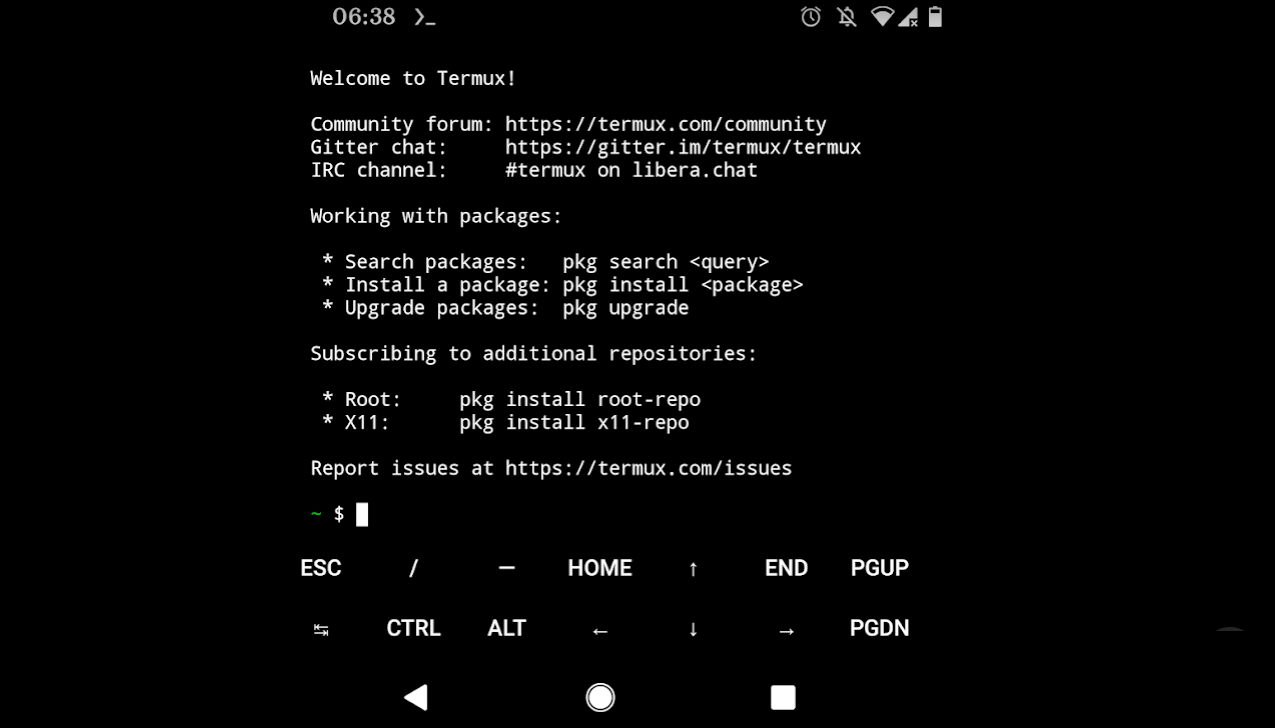 06:38 >_
Welcome to Termux!
Community forum: https://termux.com/community
Gitter chat:     https://gitter.im/termux/termux
IRC channel:     #termux on libera.chat
Working with packages:
 * Search packages:   pkg search <query>
 * Install a package: pkg install <package>
 * Upgrade packages:  pkg upgrade
Subscribing to additional repositories:
 * Root:     pkg install root-repo
 * X11:      pkg install x11-repo
Report issues at https://termux.com/issues
~ $
ESC / — HOME ↑ END PGUP
↹ CTRL ALT ← ↓ → PGDN